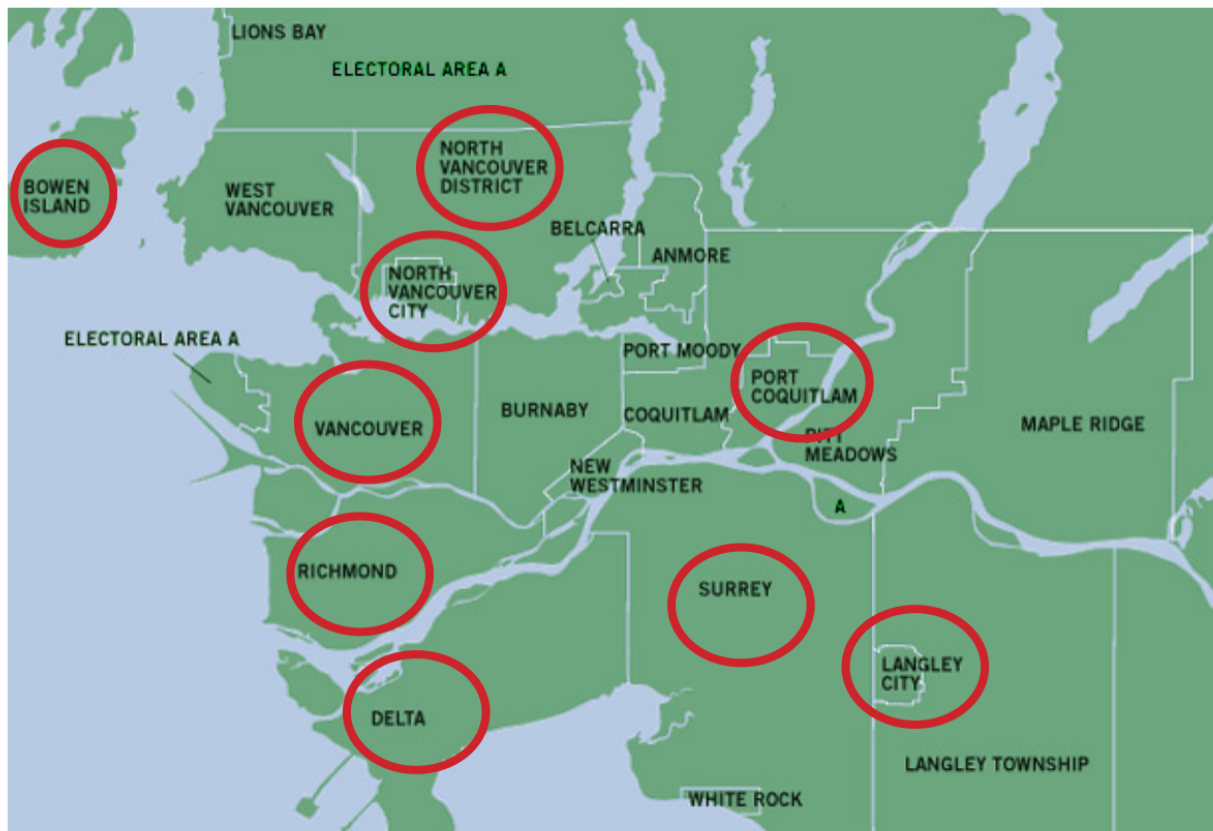 LIONS BAY
ELECTORAL AREA A
NORTH
VANCOUVER
DISTRICT
BOWEN
ISLAND
WEST
VANCOUVER
BELCARRA
ANMORE
NORTH
VANCOUVER
CITY
ELECTORAL AREA A
PORT MOODY
PORT
COQUITLAM
VANCOUVER
BURNABY
COQUITLAM
PITT
MEADOWS
MAPLE RIDGE
NEW
WESTMINSTER
A
RICHMOND
SURREY
LANGLEY
CITY
DELTA
LANGLEY TOWNSHIP
WHITE ROCK